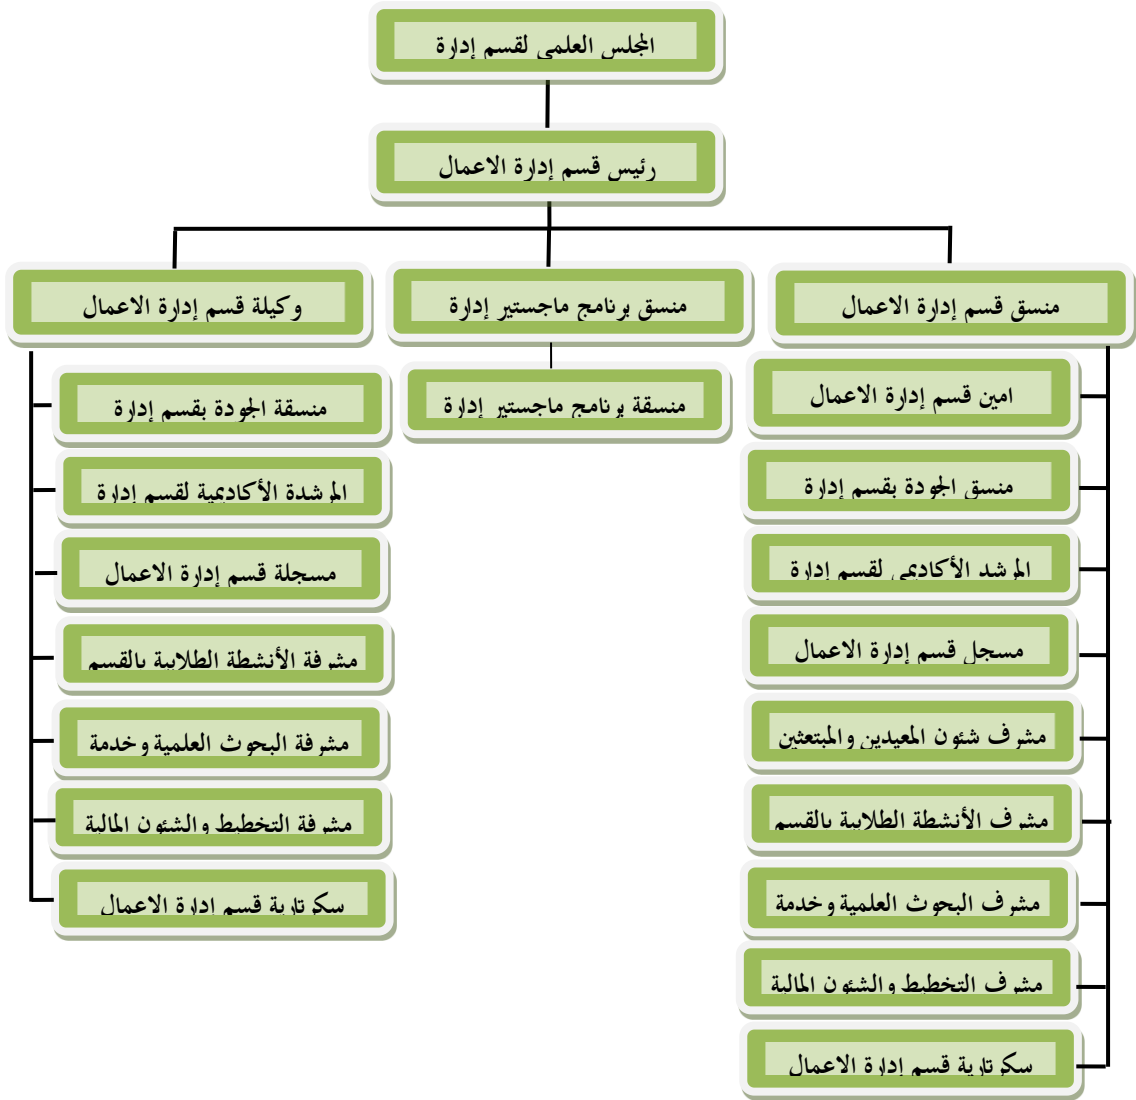 المجلس العلمي لقسم إدارة
رئيس قسم إدارة الاعمال
منسق قسم إدارة الاعمال
منسق برنامج ماجستير إدارة
وكيلة قسم إدارة الاعمال
امين قسم إدارة الاعمال
منسق الجودة بقسم إدارة
المرشد الأكاديمي لقسم إدارة
مسجل قسم إدارة الاعمال
مشرف شئون المعيدين والمبتعثين
مشرف الأنشطة الطلابية بالقسم
مشرف البحوث العلمية وخدمة
مشرف التخطيط والشئون المالية
سكرتارية قسم إدارة الاعمال
منسقة برنامج ماجستير إدارة
منسقة الجودة بقسم إدارة
المرشدة الأكاديمية لقسم إدارة
مسجلة قسم إدارة الاعمال
مشرفة الأنشطة الطلابية بالقسم
مشرفة البحوث العلمية وخدمة
مشرفة التخطيط والشئون المالية
سكرتارية قسم إدارة الاعمال